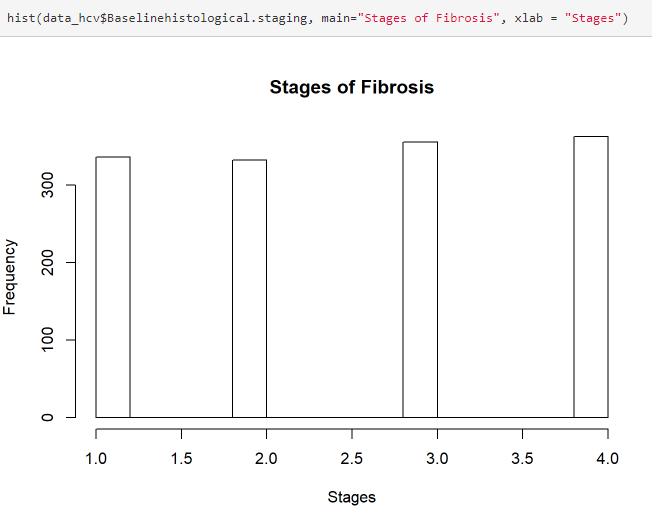 hist(data_hcv$Baselinehistological.staging, main="Stages of Fibrosis", xlab = "Stages")
Stages of Fibrosis
Frequency
300
200
100
0
1.0 1.5 2.0 2.5 3.0 3.5 4.0
Stages